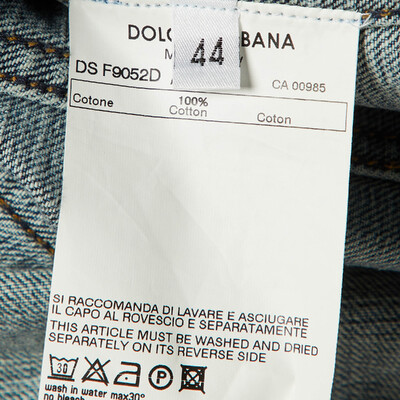 44
DOLC BANA
M y
DS F9052D A CA 00985
100%
Cotone Cotton Coton
SI RACCOMANDA DI LAVARE E ASCIUGARE
IL CAPO AL ROVESCIO E SEPARATAMENTE
THIS ARTICLE MUST BE WASHED AND DRIED
SEPARATELY ON ITS REVERSE SIDE
30 P
wash in water max30°
no bleach